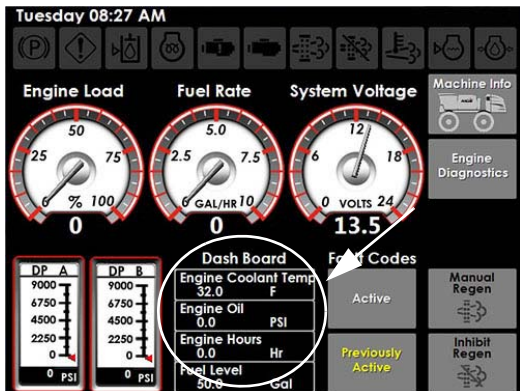 Tuesday 08:27 AM
Engine Load
Fuel Rate
System Voltage
Machine Info
Engine
Diagnostics
50
25
75
0
%
100
0
5.0
2.5
7.5
GAL/HR
10
0
12
6
18
0
VOLTS
24
13.5
DP A
9000
6750
4500
2250
0
0 PSI
DP B
9000
6750
4500
2250
0
0 PSI
Dash Board
Engine Coolant Temp
32.0 F
Engine Oil
0.0 PSI
Engine Hours
0.0 Hr
Fuel Level
50.0 Gal
Codes
Active
Previously
Active
Manual
Regen
Inhibit
Regen